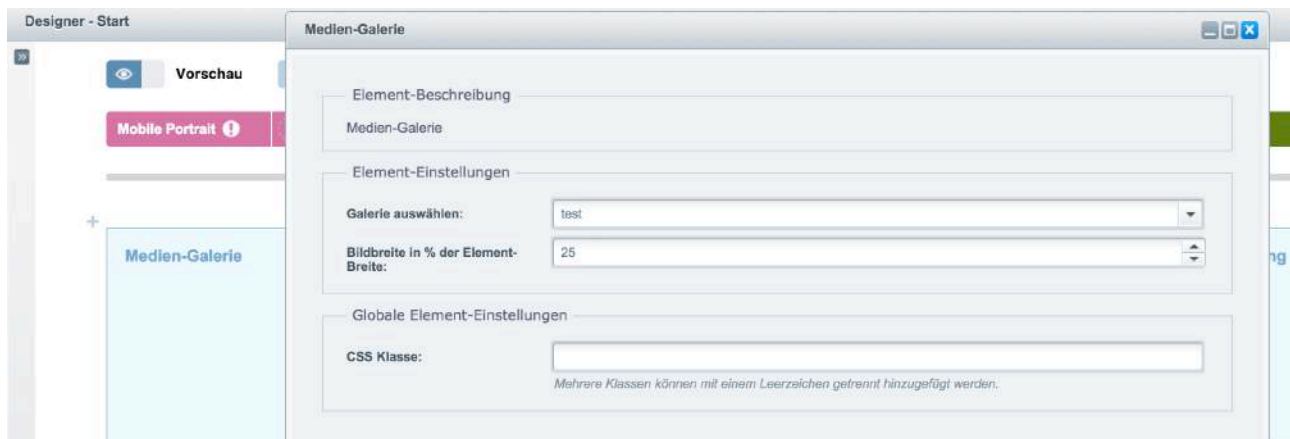 Designer - Start
Medien-Galerie
Vorschau
Element-Beschreibung
Medien-Galerie
Mobile Portrait
Element-Einstellungen
Galerie auswählen:
test
Bildbreite in % der Element-
Breite:
25
Medien-Galerie
ng
Globale Element-Einstellungen
CSS Klasse:
Mehrere Klassen können mit einem Leerzeichen getrennt hinzugefügt werden.